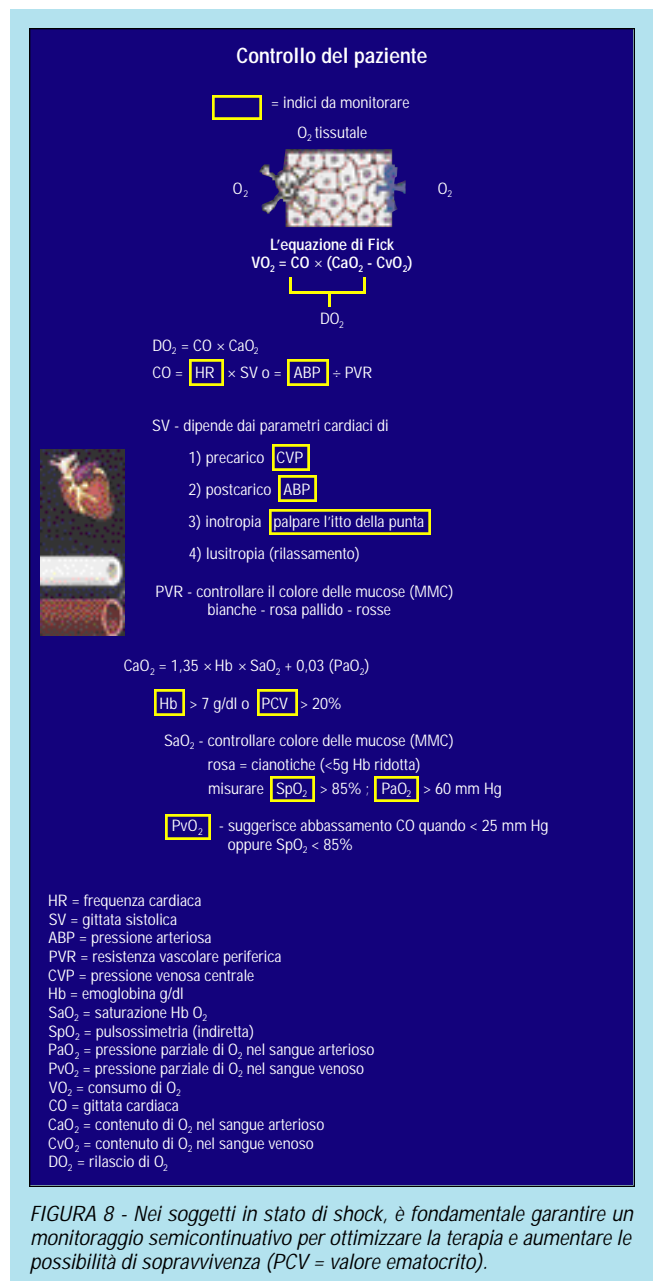 Controllo del paziente
= indici da monitorare
O₂ tissutale
O₂ O₂
L'equazione di Fick
VO₂ = CO × (CaO₂ - CvO₂)
DO₂
DO₂ = CO × CaO₂
CO = HR × SV o = ABP ÷ PVR
SV - dipende dai parametri cardiaci di
1) precarico CVP
2) postcarico ABP
3) inotropia palpare l'itto della punta
4) lusitropia (rilassamento)
PVR - controllare il colore delle mucose (MMC)
bianche - rosa pallido - rosse
CaO₂ = 1,35 × Hb × SaO₂ + 0,03 (PaO₂)
Hb > 7 g/dl o PCV > 20%
SaO₂ - controllare colore delle mucose (MMC)
rosa = cianotiche (<5g Hb ridotta)
misurare SpO₂ > 85% ; PaO₂ > 60 mm Hg
PvO₂ - suggerisce abbassamento CO quando < 25 mm Hg
oppure SpO₂ < 85%
HR = frequenza cardiaca
SV = gittata sistolica
ABP = pressione arteriosa
PVR = resistenza vascolare periferica
CVP = pressione venosa centrale
Hb = emoglobina g/dl
SaO₂ = saturazione Hb O₂
SpO₂ = pulsossimetria (indiretta)
PaO₂ = pressione parziale di O₂ nel sangue arterioso
PvO₂ = pressione parziale di O₂ nel sangue venoso
VO₂ = consumo di O₂
CO = gittata cardiaca
CaO₂ = contenuto di O₂ nel sangue arterioso
CvO₂ = contenuto di O₂ nel sangue venoso
DO₂ = rilascio di O₂
FIGURA 8 - Nei soggetti in stato di shock, è fondamentale garantire un
monitoraggio semicontinuativo per ottimizzare la terapia e aumentare le
possibilità di sopravvivenza (PCV = valore ematocrito).